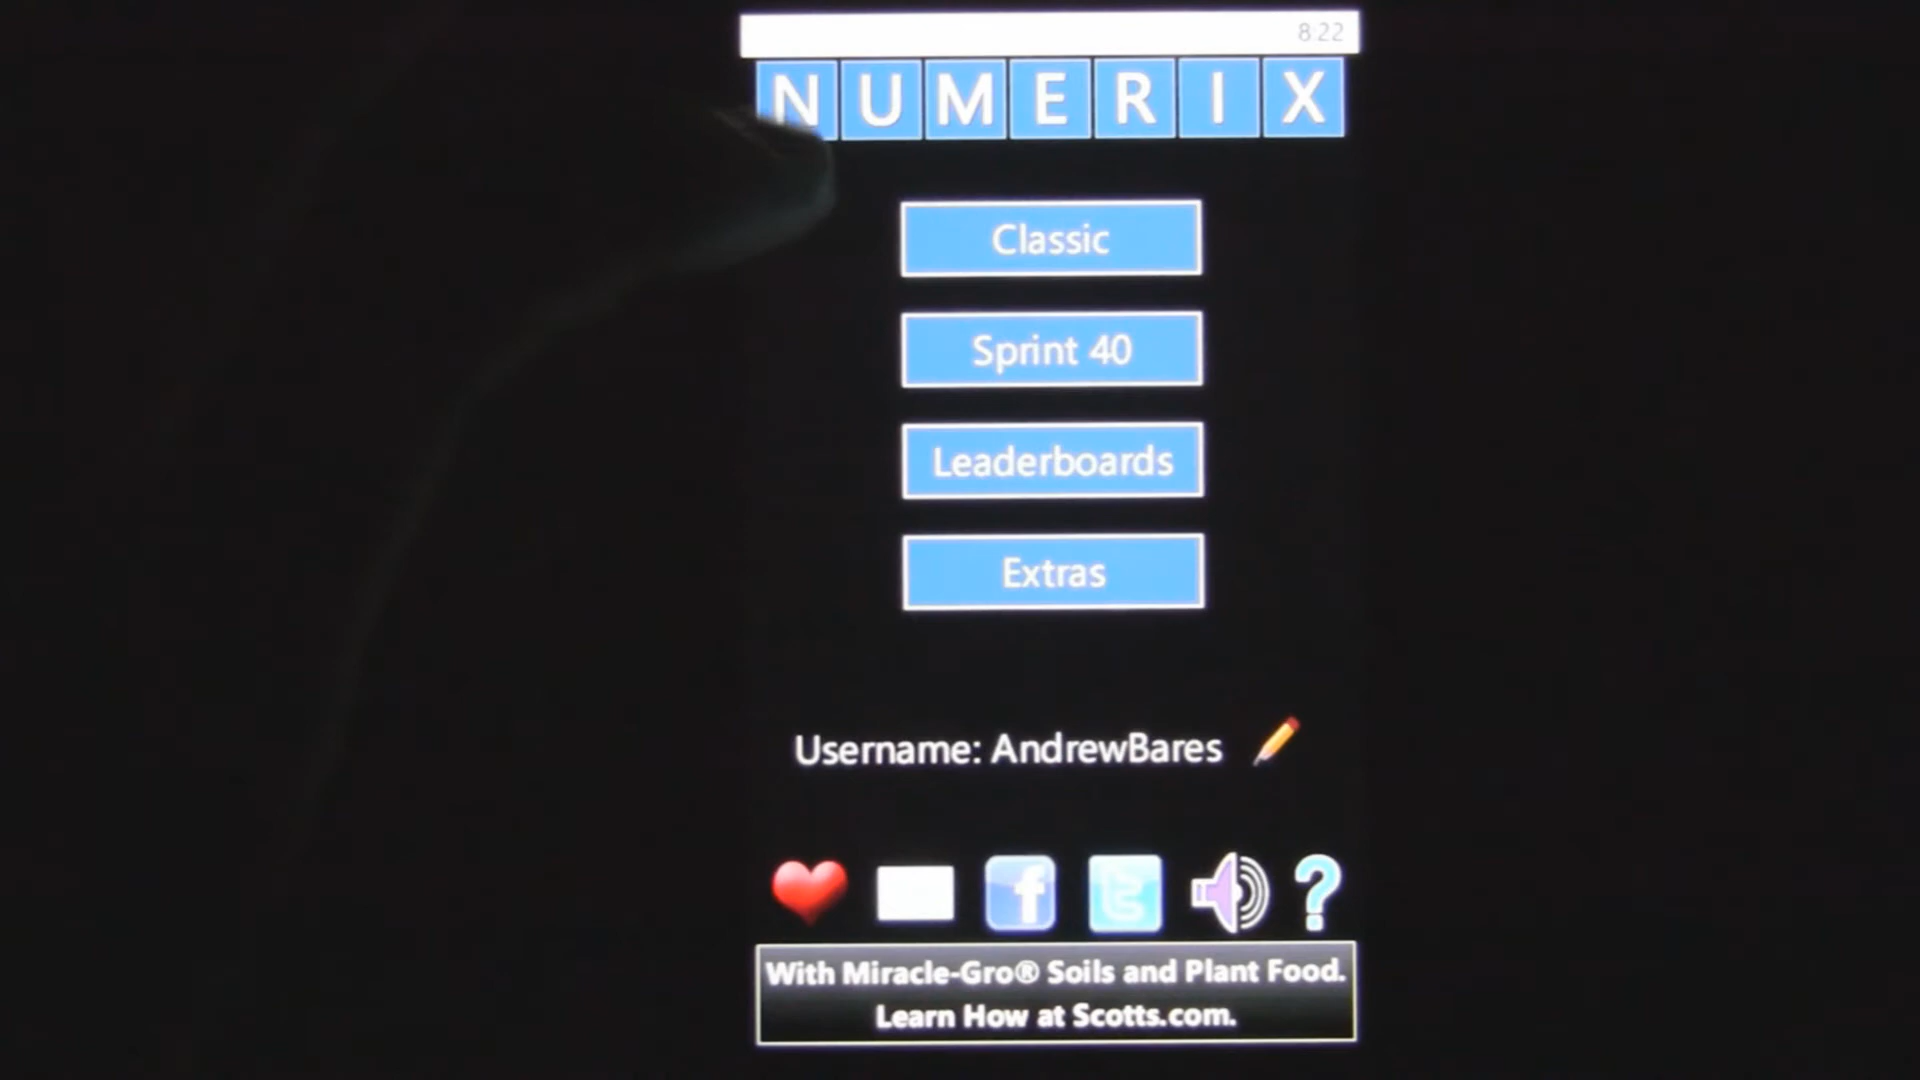 8:22
NUMERIX
Classic
Sprint 40
Leaderboards
Extras
Username: AndrewBares
With Miracle-Gro® Soils and Plant Food.
Learn How at Scotts.com.